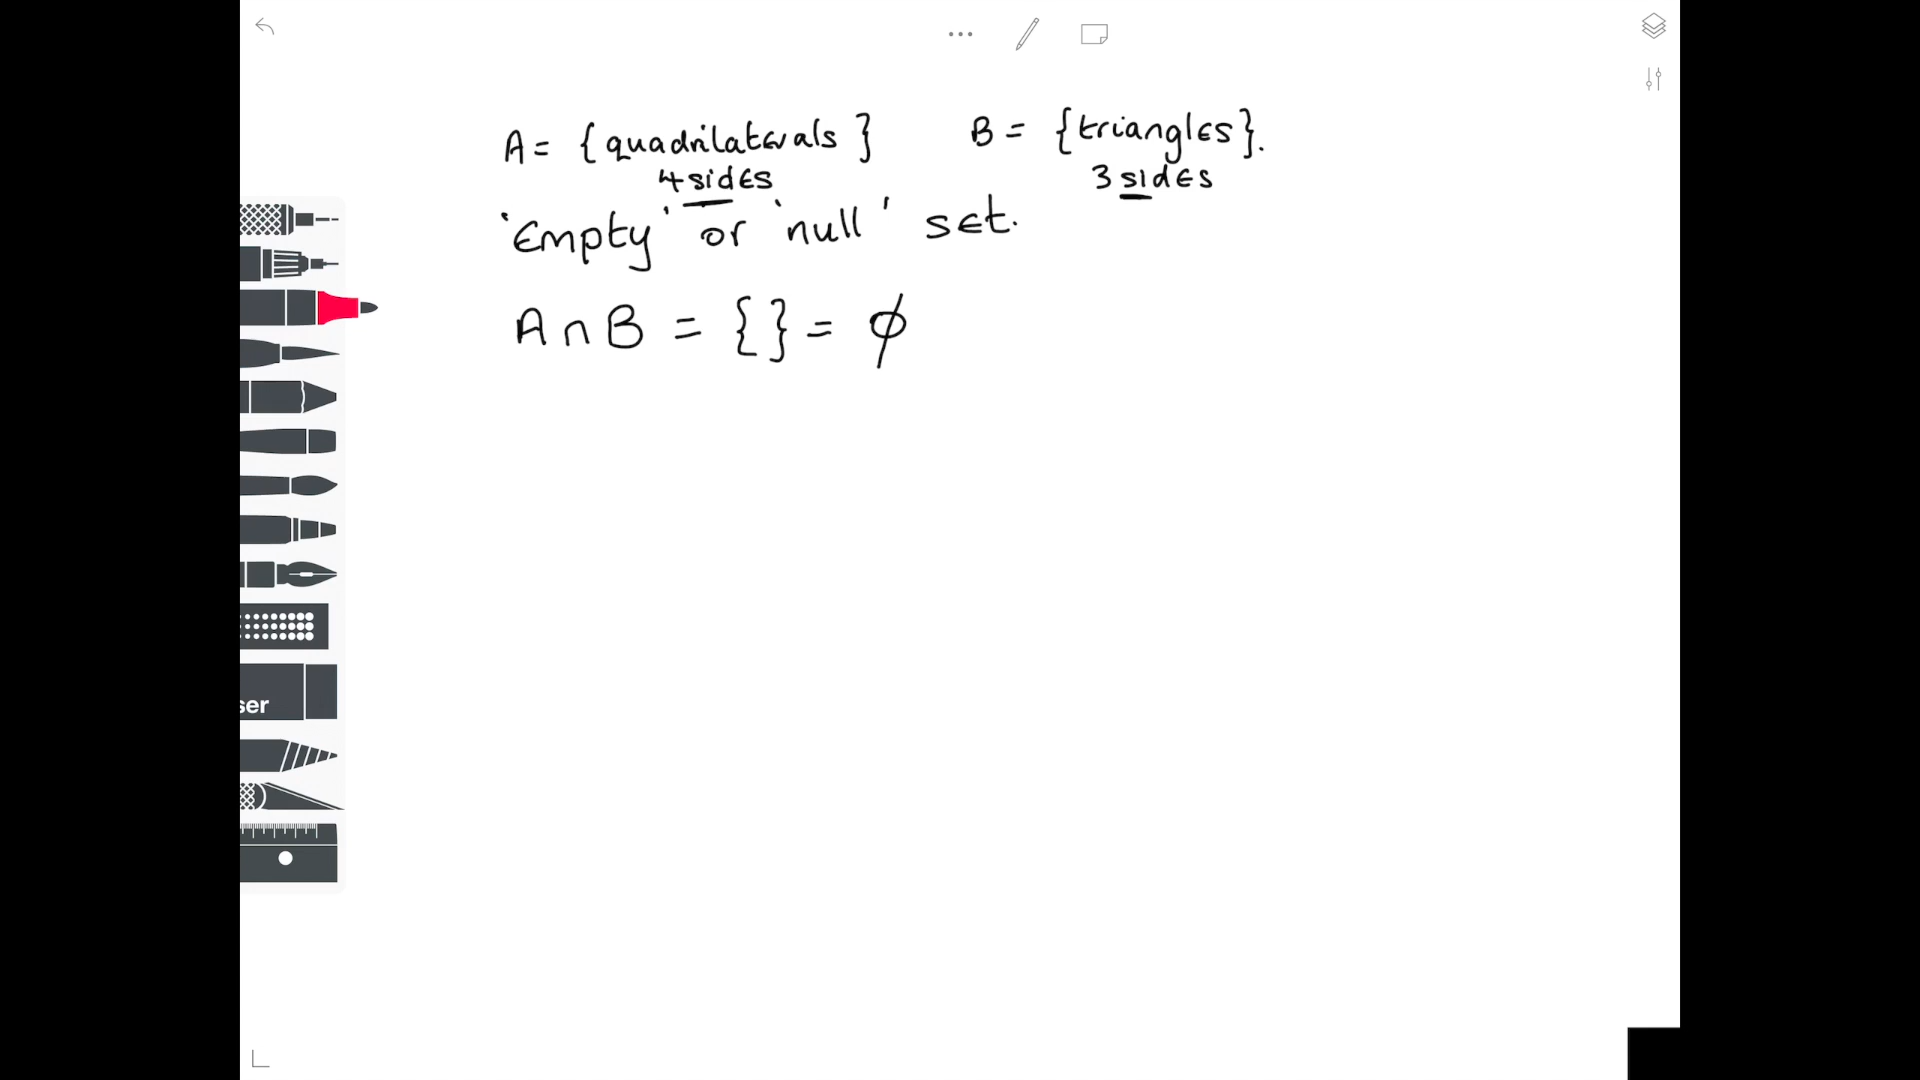 A = {quadrilaterals} B = {triangles}.
4 sides 3 sides
'Empty' or 'null' set.
A ∩ B = { } = ϕ
ser